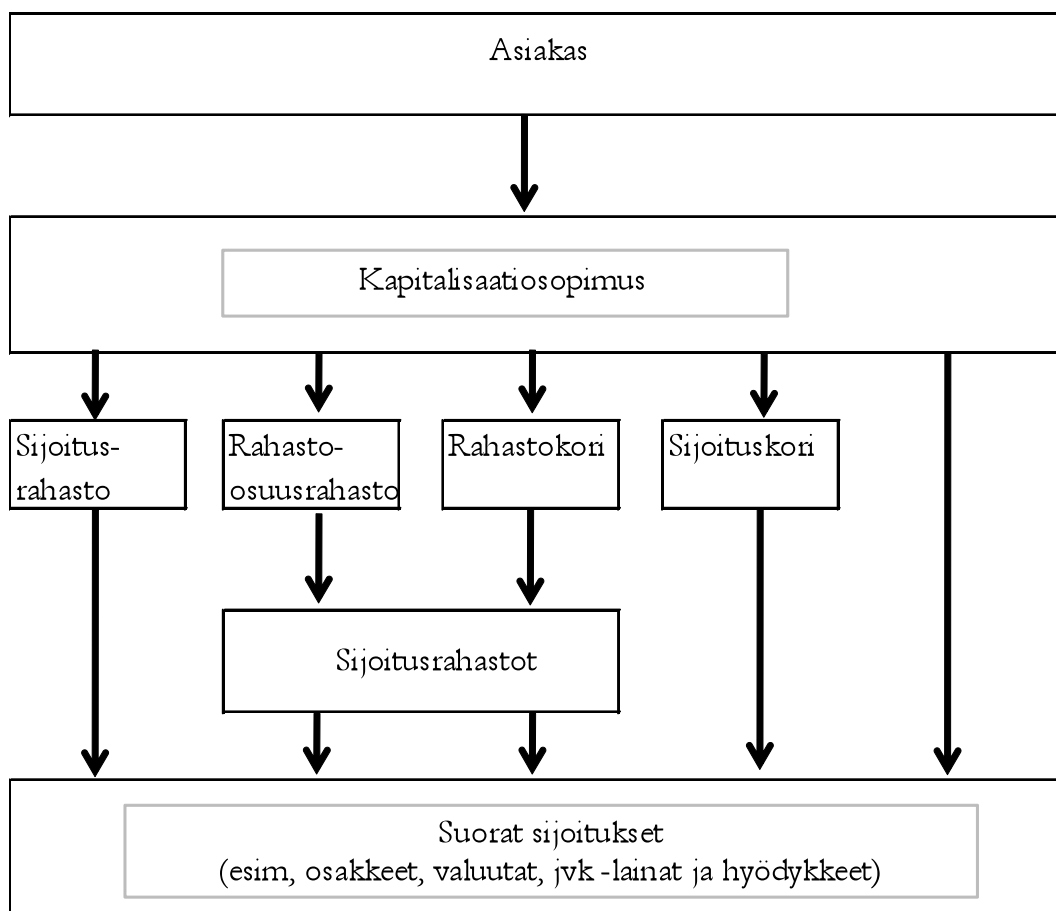 Asiakas
Kapitalisaatiosopimus
Sijoitus-
rahasto
Rahasto-
osuusrahasto
Rahastokori
Sijoituskori
Sijoitusrahastot
Suorat sijoitukset
(esim, osakkeet, valuutat, jvk -lainat ja hyödykkeet)